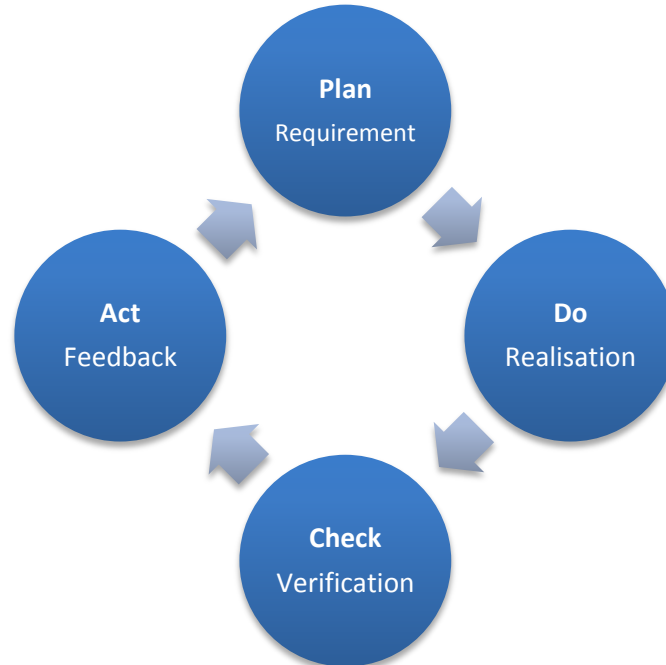 Plan
Requirement
Do
Realisation
Check
Verification
Act
Feedback